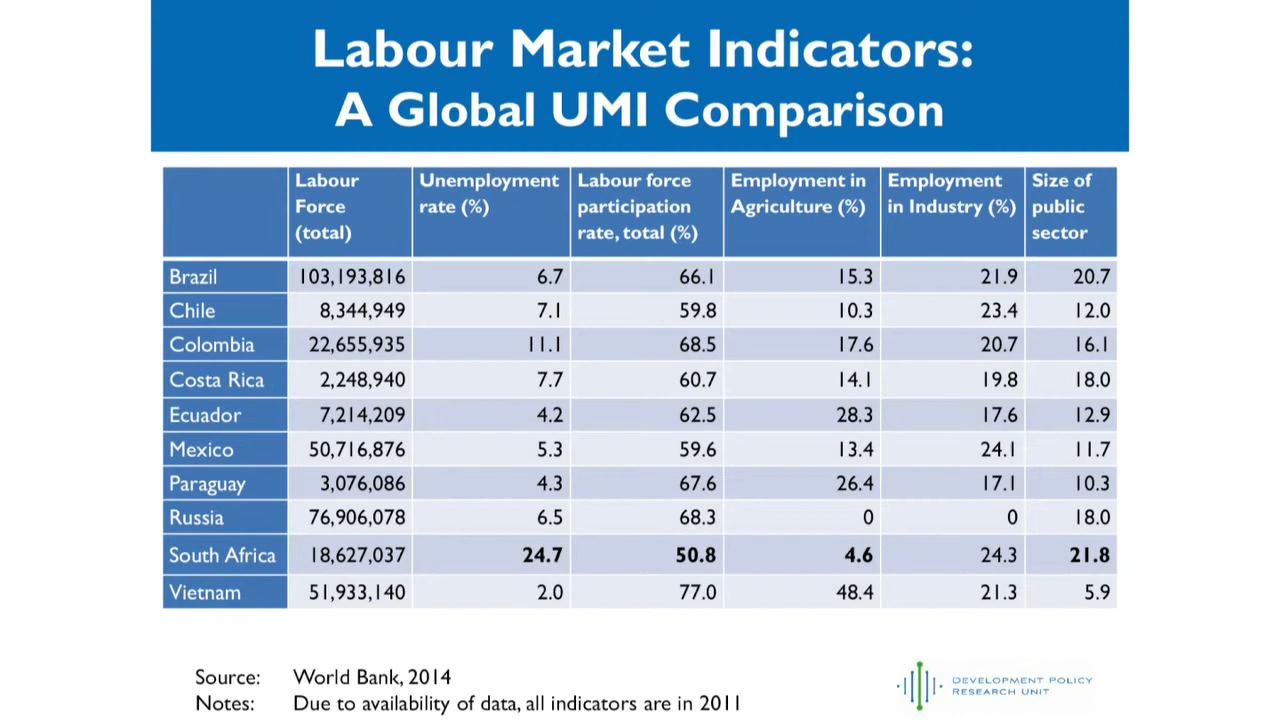 Labour Market Indicators:
A Global UMI Comparison
Labour Force (total) Unemployment rate (%) Labour force participation rate, total (%) Employment in Agriculture (%) Employment in Industry (%) Size of public sector
Brazil 103,193,816 6.7 66.1 15.3 21.9 20.7
Chile 8,344,949 7.1 59.8 10.3 23.4 12.0
Colombia 22,655,935 11.1 68.5 17.6 20.7 16.1
Costa Rica 2,248,940 7.7 60.7 14.1 19.8 18.0
Ecuador 7,214,209 4.2 62.5 28.3 17.6 12.9
Mexico 50,716,876 5.3 59.6 13.4 24.1 11.7
Paraguay 3,076,086 4.3 67.6 26.4 17.1 10.3
Russia 76,906,078 6.5 68.3 0 0 18.0
South Africa 18,627,037 24.7 50.8 4.6 24.3 21.8
Vietnam 51,933,140 2.0 77.0 48.4 21.3 5.9
Source: World Bank, 2014
Notes: Due to availability of data, all indicators are in 2011
DEVELOPMENT POLICY
RESEARCH UNIT